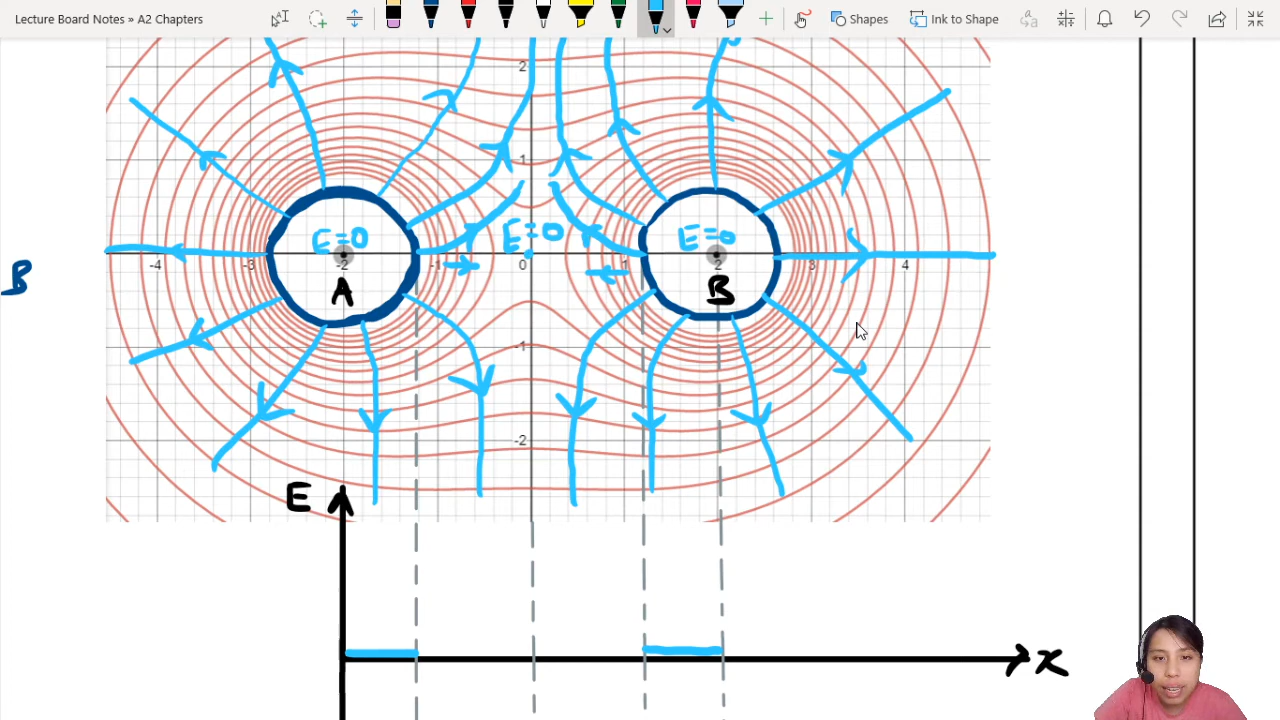 Lecture Board Notes » A2 Chapters
Shapes
Ink to Shape
2
1
E=0
E=0
E=0
-4
-3
-2
-1
0
1
2
3
4
A
B
B
-1
-2
E
x